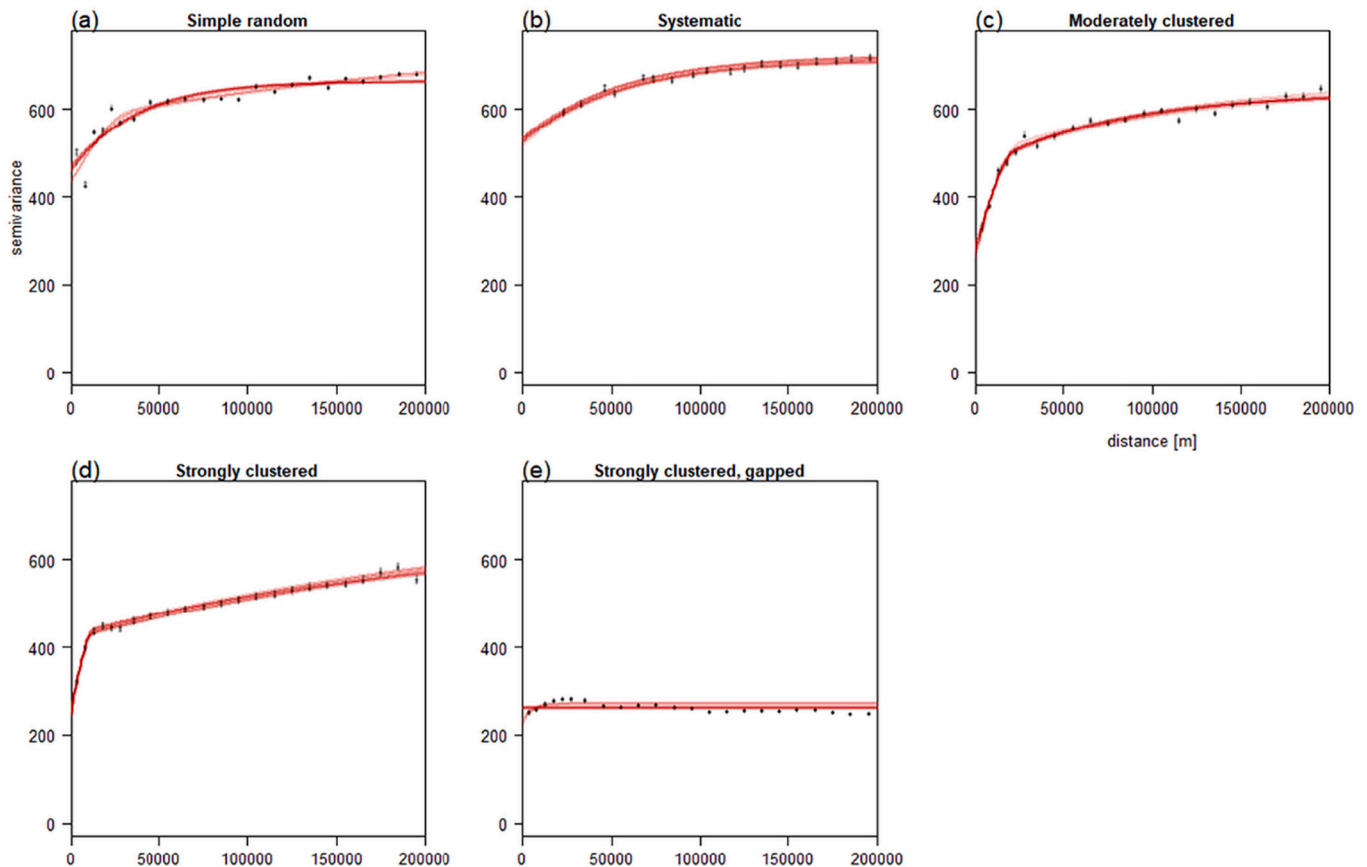 (a) Simple random
(b) Systematic
(c) Moderately clustered
semivariance
600
400
200
0
0 50000 100000 150000 200000
600
400
200
0
0 50000 100000 150000 200000
600
400
200
0
0 50000 100000 150000 200000
distance [m]
(d) Strongly clustered
(e) Strongly clustered, gapped
600
400
200
0
0 50000 100000 150000 200000
600
400
200
0
0 50000 100000 150000 200000